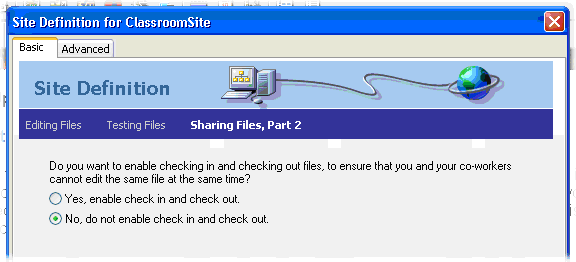 Site Definition for ClassroomSite
Basic Advanced
Site Definition
Editing Files Testing Files Sharing Files, Part 2
Do you want to enable checking in and checking out files, to ensure that you and your co-workers
cannot edit the same file at the same time?
Yes, enable check in and check out.
No, do not enable check in and check out.